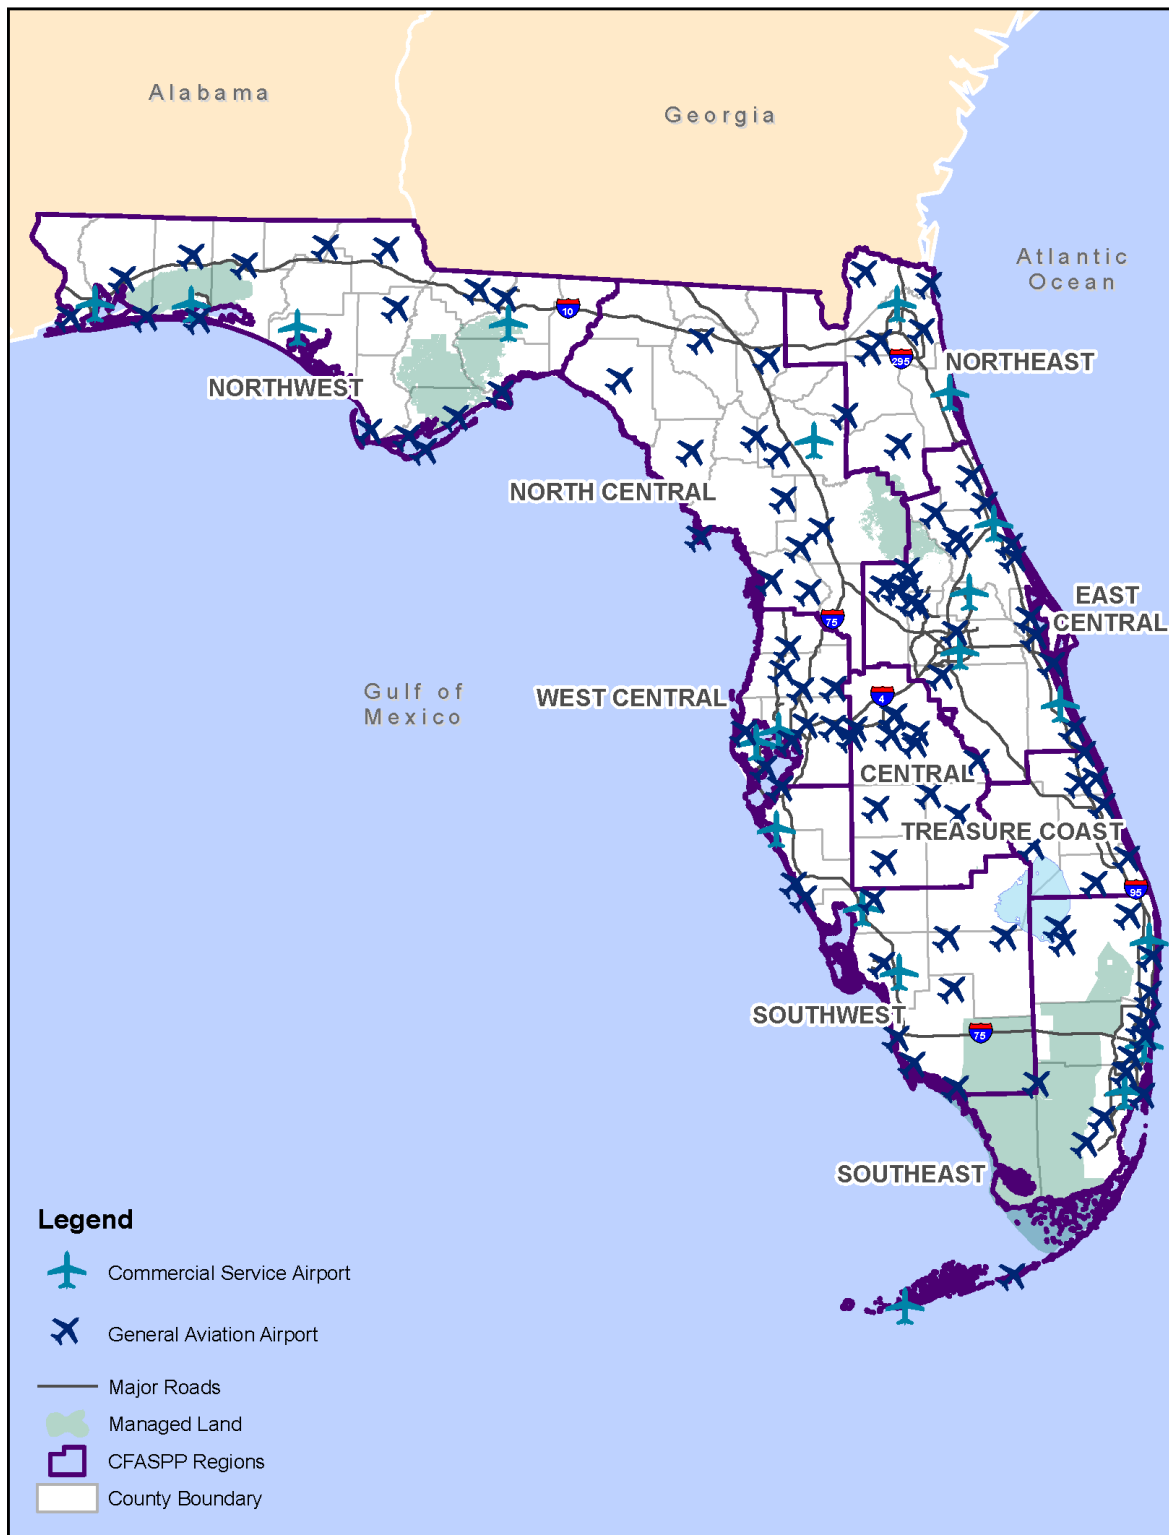 Alabama
Georgia
Atlantic
Ocean
10
295
NORTHEAST
NORTHWEST
NORTH CENTRAL
EAST
CENTRAL
75
Gulf of
Mexico
WEST CENTRAL
4
CENTRAL
TREASURE COAST
95
SOUTHWEST
75
SOUTHEAST
Legend
Commercial Service Airport
General Aviation Airport
Major Roads
Managed Land
CFASPP Regions
County Boundary